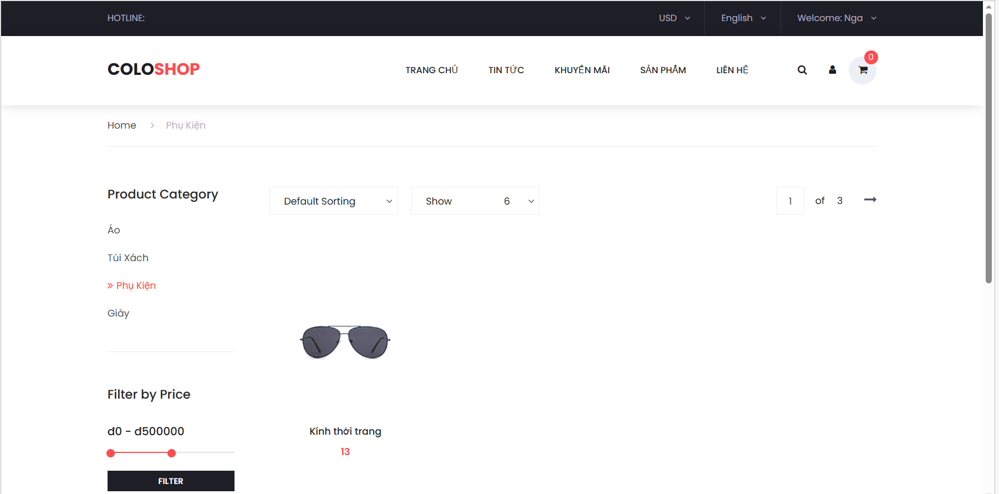 HOTLINE:
USD
English
Welcome: Nga
COLOSHOP
TRANG CHỦ
TIN TỨC
KHUYẾN MÃI
SẢN PHẨM
LIÊN HỆ
0
Home
Phụ Kiện
Product Category
Default Sorting
Show 6
1 of 3
Áo
Túi Xách
Phụ Kiện
Giày
Filter by Price
đ0 - đ500000
FILTER
Kính thời trang
13